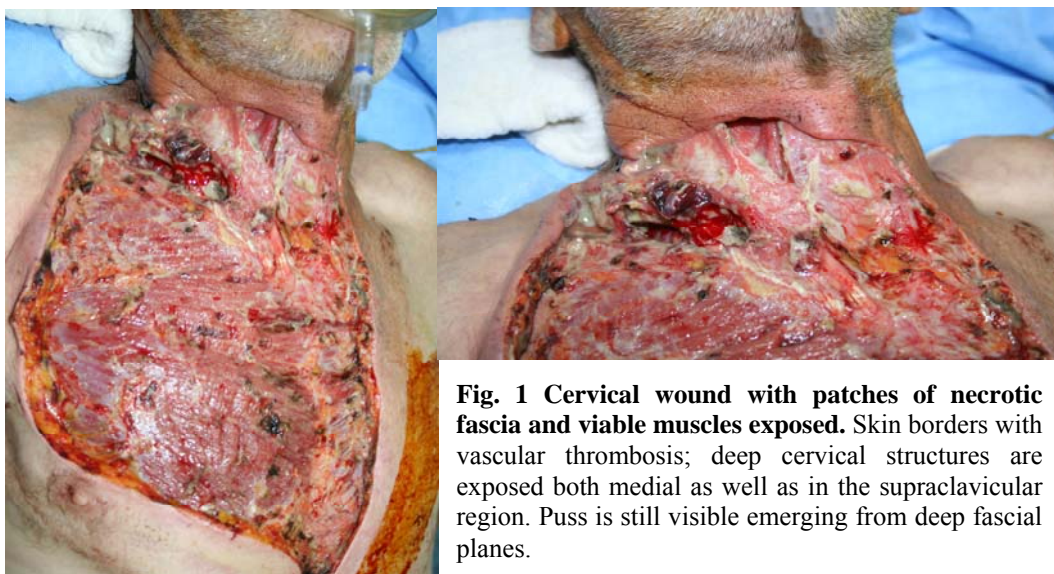 Fig. 1 Cervical wound with patches of necrotic
fascia and viable muscles exposed. Skin borders with
vascular thrombosis; deep cervical structures are
exposed both medial as well as in the supraclavicular
region. Puss is still visible emerging from deep fascial
planes.